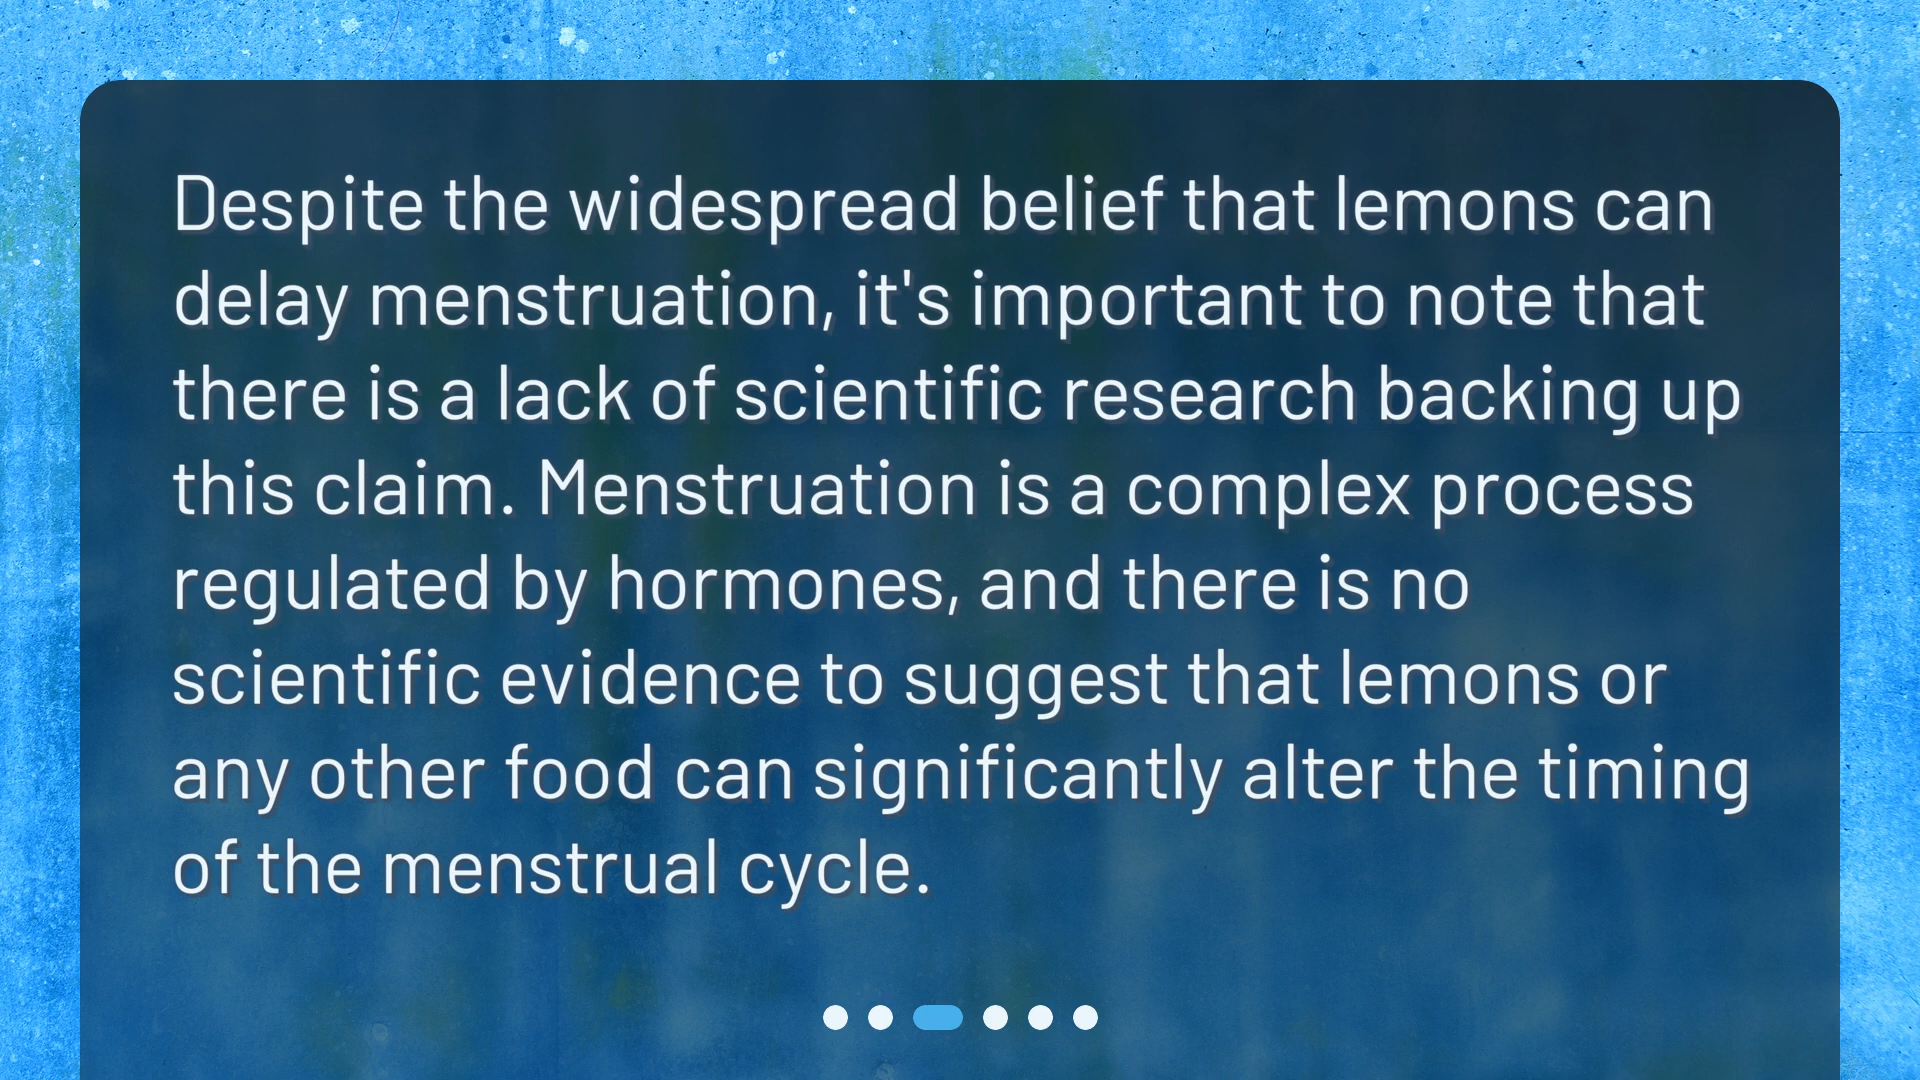 Despite the widespread belief that lemons can
delay menstruation, it's important to note that
there is a lack of scientific research backing up
this claim. Menstruation is a complex process
regulated by hormones, and there is no
scientific evidence to suggest that lemons or
any other food can significantly alter the timing
of the menstrual cycle.